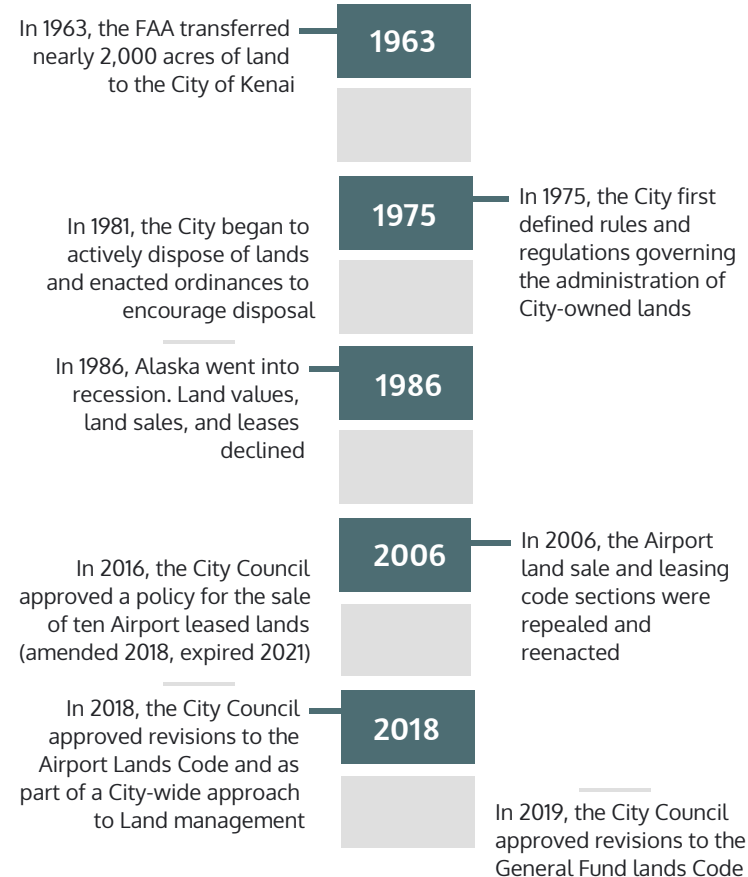 In 1963, the FAA transferred
nearly 2,000 acres of land
to the City of Kenai
1963
1975
In 1975, the City first
defined rules and
regulations governing
the administration of
City-owned lands
In 1981, the City began to
actively dispose of lands
and enacted ordinances to
encourage disposal
In 1986, Alaska went into
recession. Land values,
land sales, and leases
declined
1986
2006
In 2006, the Airport
land sale and leasing
code sections were
repealed and
reenacted
In 2016, the City Council
approved a policy for the sale
of ten Airport leased lands
(amended 2018, expired 2021)
In 2018, the City Council
approved revisions to the
Airport Lands Code and as
part of a City-wide approach
to Land management
2018
In 2019, the City Council
approved revisions to the
General Fund lands Code